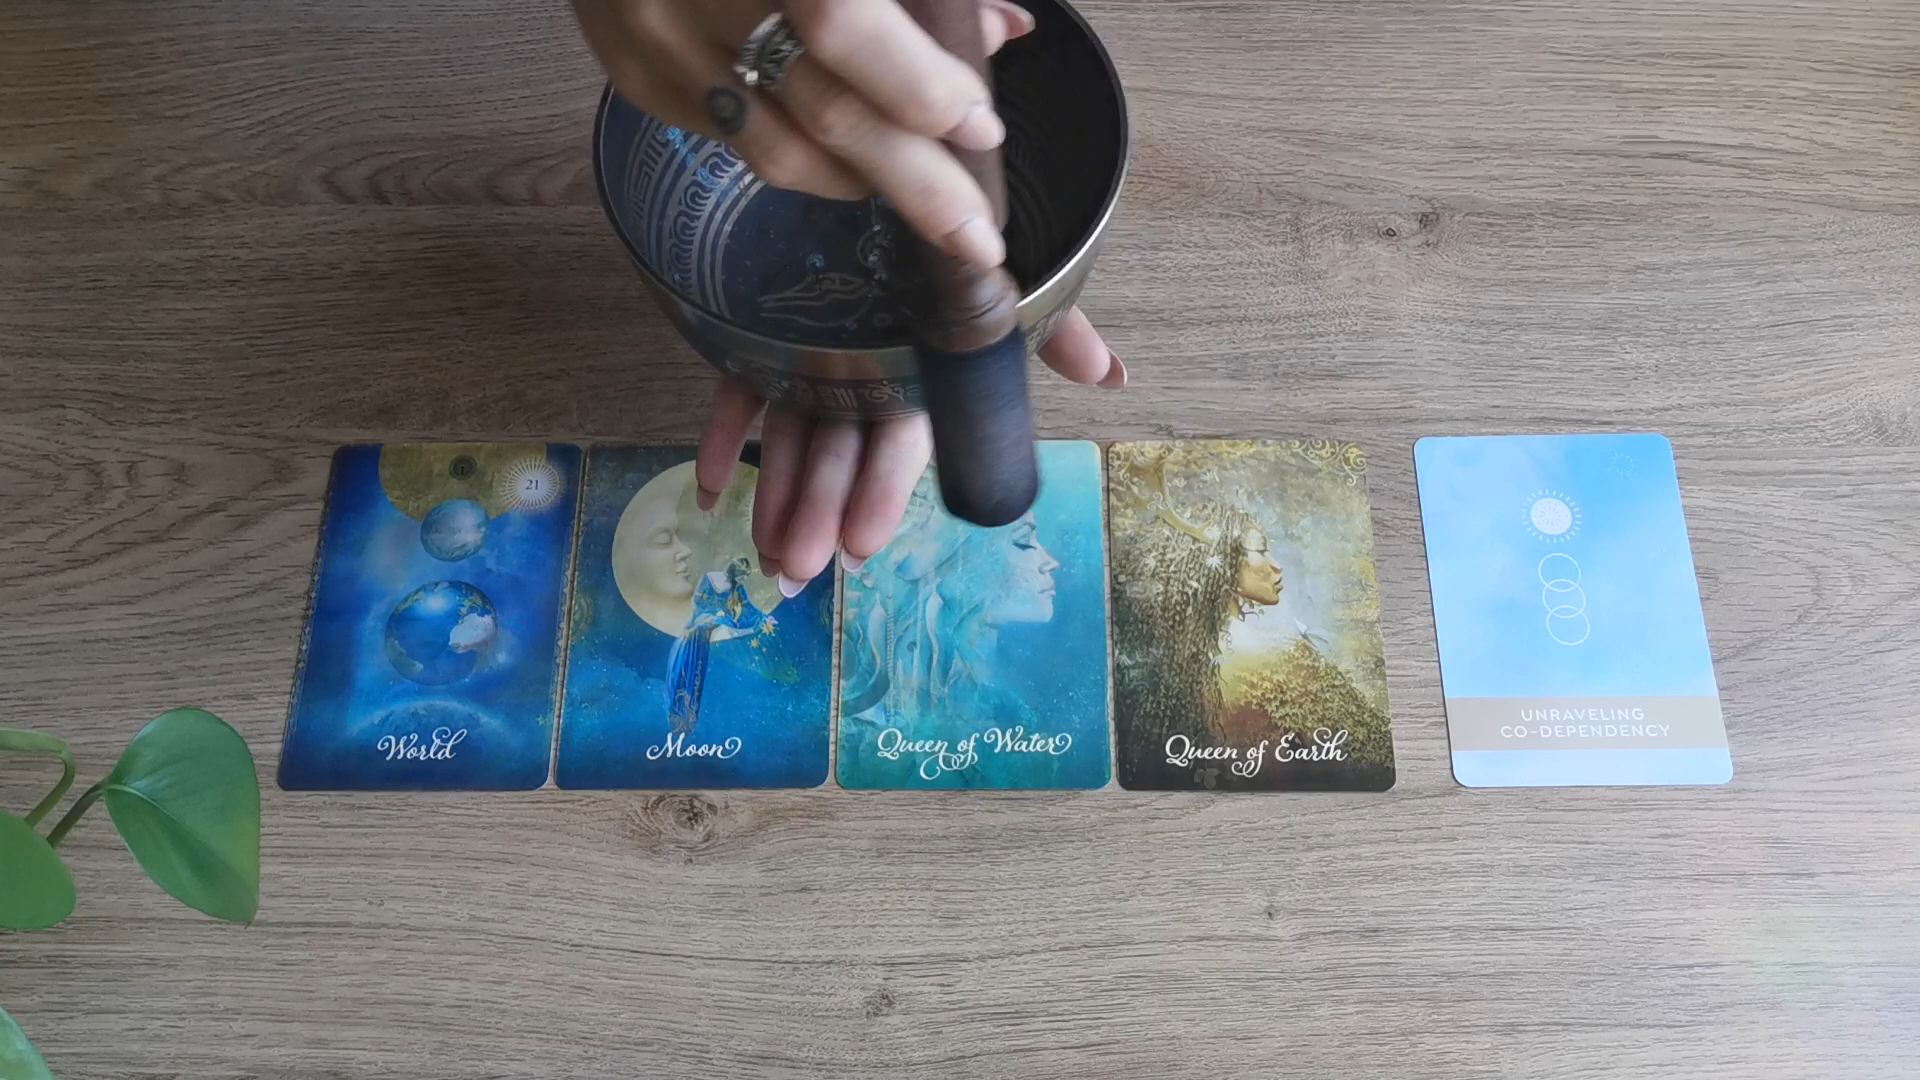 21
World
Moon
Queen of Water
Queen of Earth
UNRAVELING
CO-DEPENDENCY